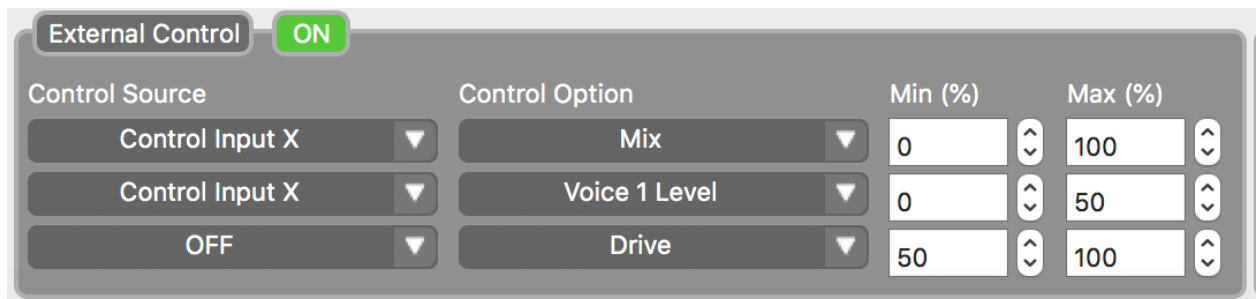 External Control ON
Control Source Control Option Min (%) Max (%)
Control Input X Mix 0 100
Control Input X Voice 1 Level 0 50
OFF Drive 50 100